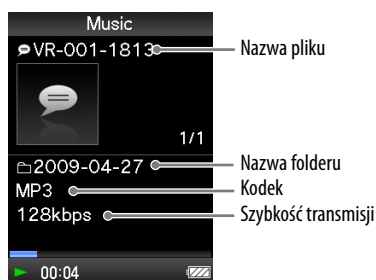 Music
VR-001-1813
Nazwa pliku
1/1
2009-04-27
Nazwa folderu
MP3
Kodek
128kbps
Szybkość transmisji
00:04